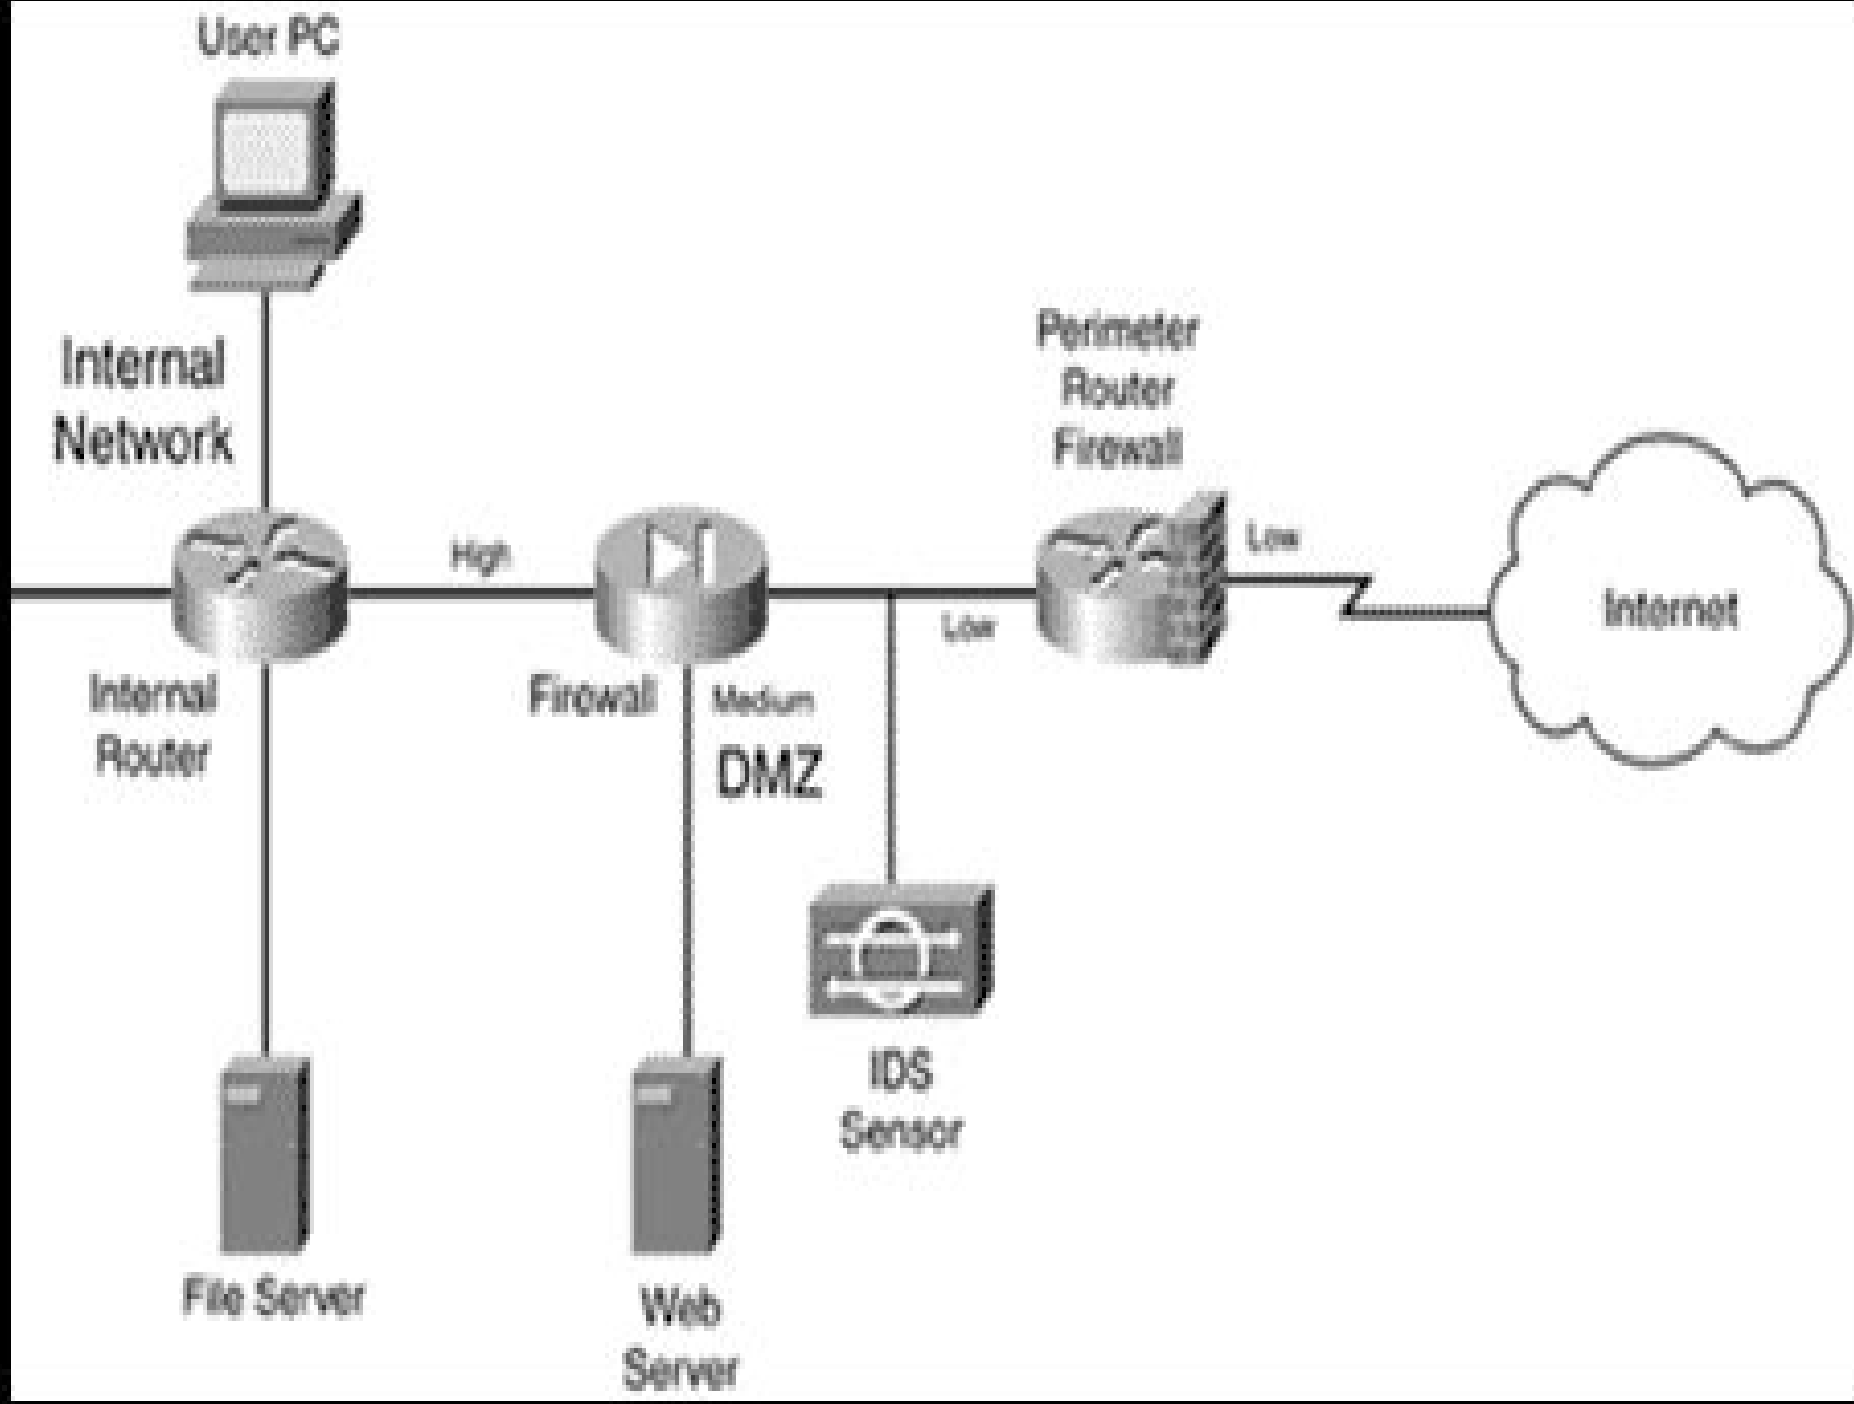 User PC
Internal
Network
Perimeter
Router
Firewall
High
Low
Low
Internet
Internal
Router
Firewall
Medium
DMZ
IDS
Sensor
File Server
Web
Server